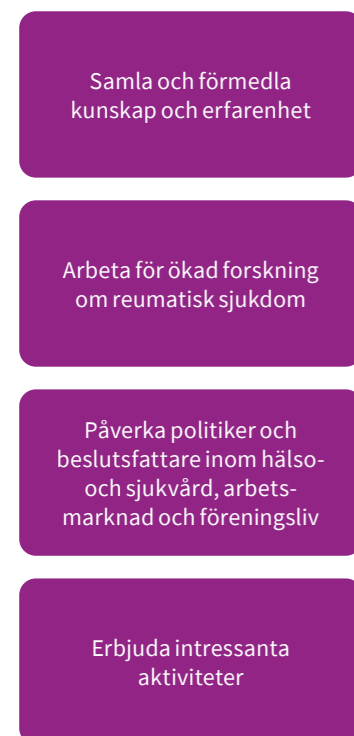 Samla och förmedla
kunskap och erfarenhet
Arbeta för ökad forskning
om reumatisk sjukdom
Påverka politiker och
beslutsfattare inom hälso-
och sjukvård, arbets-
marknad och föreningsliv
Erbjuda intressanta
aktiviteter